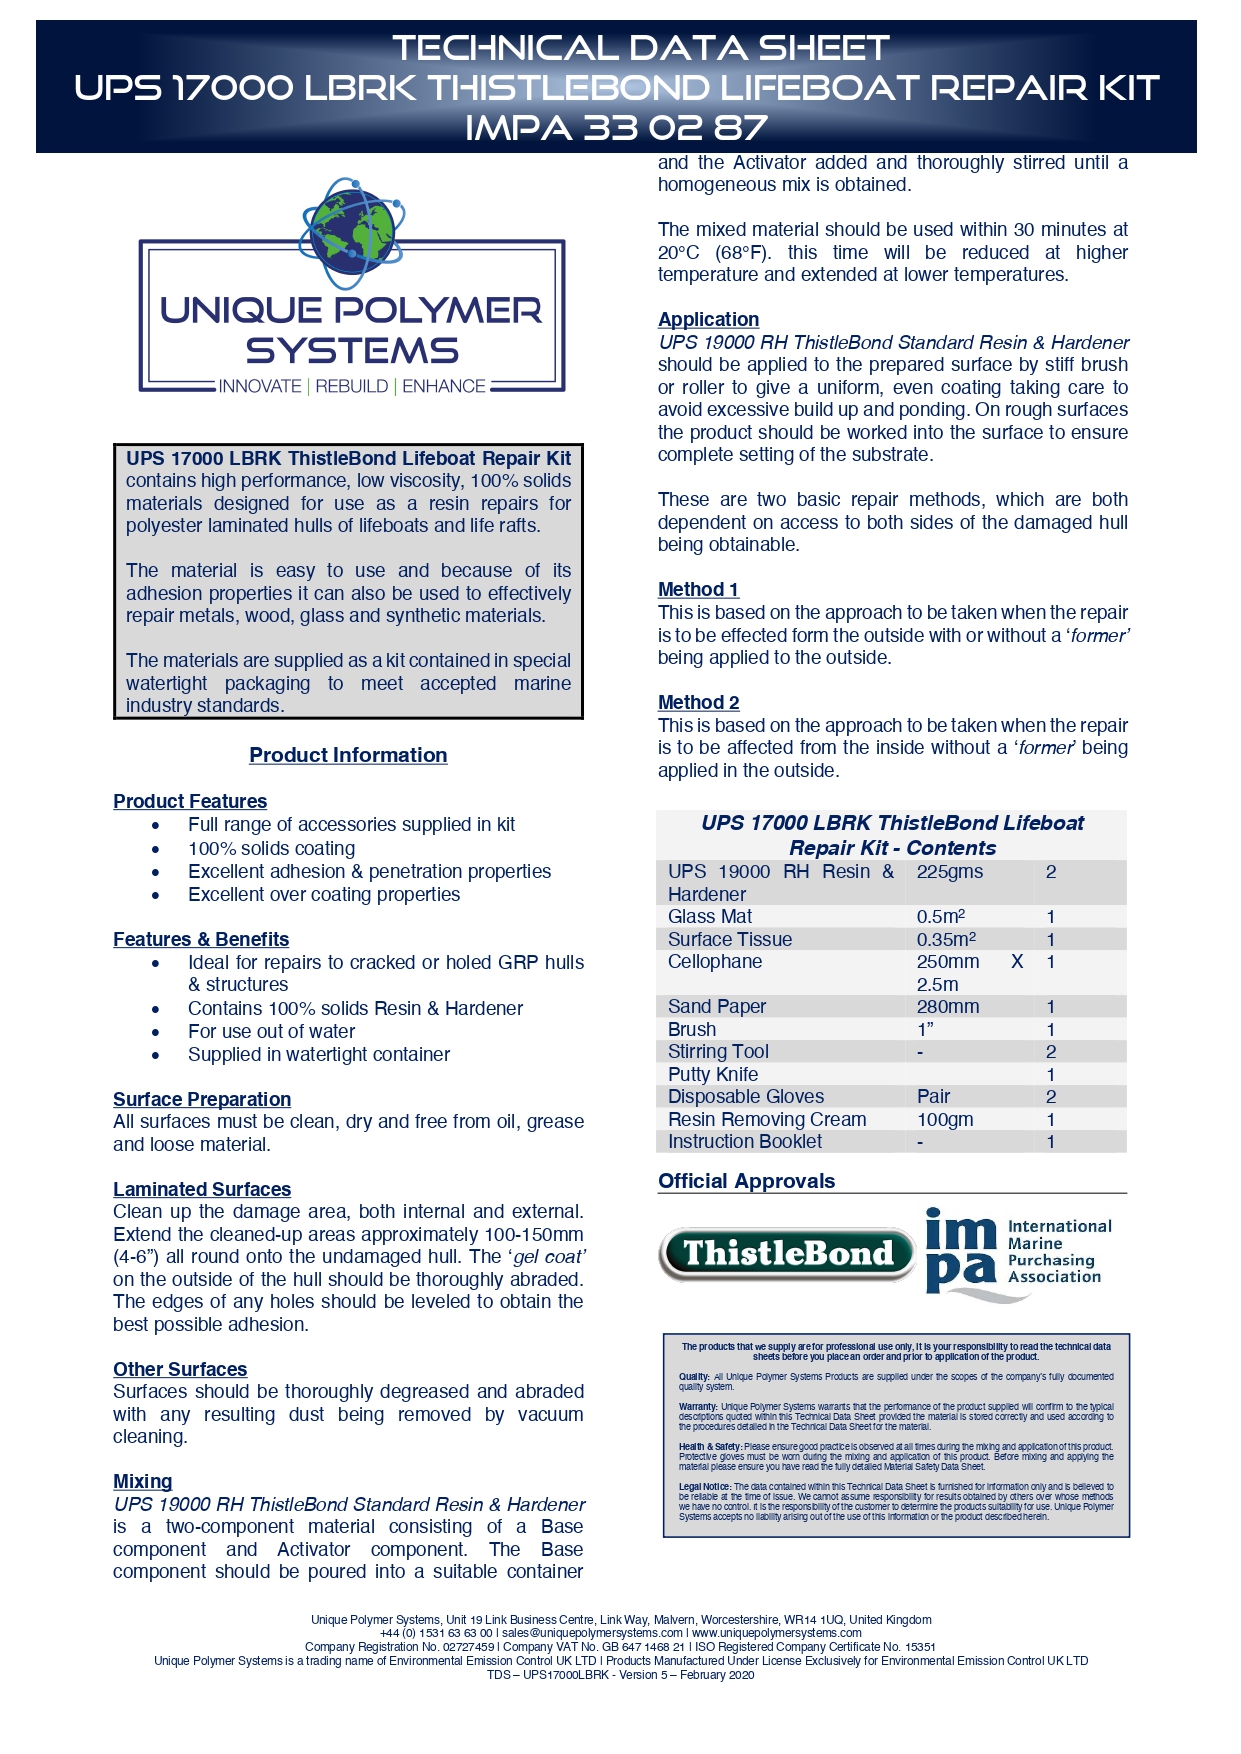 TECHNICAL DATA SHEET
UPS 17000 LBRK THISTLEBOND LIFEBOAT REPAIR KIT
IMPA 33 02 87
UNIQUE POLYMER
SYSTEMS
INNOVATE | REBUILD | ENHANCE
UPS 17000 LBRK ThistleBond Lifeboat Repair Kit
contains high performance, low viscosity, 100% solids
materials designed for use as a resin repairs for
polyester laminated hulls of lifeboats and life rafts.
The material is easy to use and because of its
adhesion properties it can also be used to effectively
repair metals, wood, glass and synthetic materials.
The materials are supplied as a kit contained in special
watertight packaging to meet accepted marine
industry standards.
Product Information
Product Features
• Full range of accessories supplied in kit
• 100% solids coating
• Excellent adhesion & penetration properties
• Excellent over coating properties
Features & Benefits
• Ideal for repairs to cracked or holed GRP hulls
& structures
• Contains 100% solids Resin & Hardener
• For use out of water
• Supplied in watertight container
Surface Preparation
All surfaces must be clean, dry and free from oil, grease
and loose material.
Laminated Surfaces
Clean up the damage area, both internal and external.
Extend the cleaned-up areas approximately 100-150mm
(4-6”) all round onto the undamaged hull. The ‘gel coat’
on the outside of the hull should be thoroughly abraded.
The edges of any holes should be leveled to obtain the
best possible adhesion.
Other Surfaces
Surfaces should be thoroughly degreased and abraded
with any resulting dust being removed by vacuum
cleaning.
Mixing
UPS 19000 RH ThistleBond Standard Resin & Hardener
is a two-component material consisting of a Base
component and Activator component. The Base
component should be poured into a suitable container
and the Activator added and thoroughly stirred until a
homogeneous mix is obtained.
The mixed material should be used within 30 minutes at
20°C (68°F). this time will be reduced at higher
temperature and extended at lower temperatures.
Application
UPS 19000 RH ThistleBond Standard Resin & Hardener
should be applied to the prepared surface by stiff brush
or roller to give a uniform, even coating taking care to
avoid excessive build up and ponding. On rough surfaces
the product should be worked into the surface to ensure
complete setting of the substrate.
These are two basic repair methods, which are both
dependent on access to both sides of the damaged hull
being obtainable.
Method 1
This is based on the approach to be taken when the repair
is to be effected form the outside with or without a ‘former’
being applied to the outside.
Method 2
This is based on the approach to be taken when the repair
is to be affected from the inside without a ‘former’ being
applied in the outside.
UPS 17000 LBRK ThistleBond Lifeboat
Repair Kit - Contents
UPS 19000 RH Resin & 225gms 2
Hardener
Glass Mat 0.5m² 1
Surface Tissue 0.35m² 1
Cellophane 250mm X 1
2.5m
Sand Paper 280mm 1
Brush 1” 1
Stirring Tool - 2
Putty Knife 1
Disposable Gloves Pair 2
Resin Removing Cream 100gm 1
Instruction Booklet - 1
Official Approvals
ThistleBond
impa
International
Marine
Purchasing
Association
The products that we supply are for professional use only, it is your responsibility to read the technical data
sheets before you place an order and prior to application of the product.
Quality: All Unique Polymer Systems Products are supplied under the scopes of the company's fully documented
quality system.
Warranty: Unique Polymer Systems warrants that the performance of the product supplied will confirm to the typical
descriptions quoted within this Technical Data Sheet provided the material is stored correctly and used according to
the procedures detailed in the Technical Data Sheet for the material.
Health & Safety: Please ensure good practice is observed at all times during the mixing and application of this product.
Protective gloves must be worn during the mixing and application of this product. Before mixing and applying the
material please ensure you have read the fully detailed Material Safety Data Sheet.
Legal Notice: The data contained within this Technical Data Sheet is furnished for information only and is believed to
be reliable at the time of issue. We cannot assume responsibility for results obtained by others over whose methods
we have no control. it is the responsibility of the customer to determine the products suitability for use. Unique Polymer
Systems accepts no liability arising out of the use of this information or the product described herein.
Unique Polymer Systems, Unit 19 Link Business Centre, Link Way, Malvern, Worcestershire, WR14 1UQ, United Kingdom
+44 (0) 1531 63 63 00 | sales@uniquepolymersystems.com | www.uniquepolymersystems.com
Company Registration No. 02727459 | Company VAT No. GB 647 1468 21 | ISO Registered Company Certificate No. 15351
Unique Polymer Systems is a trading name of Environmental Emission Control UK LTD | Products Manufactured Under License Exclusively for Environmental Emission Control UK LTD
TDS – UPS17000LBRK - Version 5 – February 2020